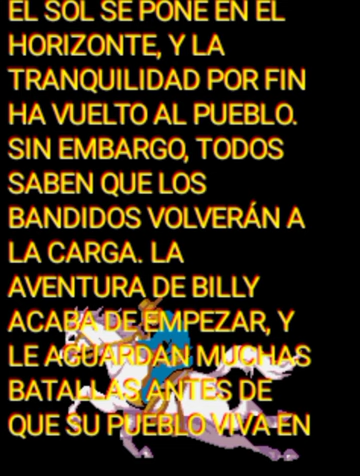 EL SOL SE PONE EN EL
HORIZONTE, Y LA
TRANQUILIDAD POR FIN
HA VUELTO AL PUEBLO.
SIN EMBARGO, TODOS
SABEN QUE LOS
BANDIDOS VOLVERÁN A
LA CARGA. LA
AVENTURA DE BILLY
ACABA DE EMPEZAR, Y
LE AGUARDAN MUCHAS
BATALLAS ANTES DE
QUE SU PUEBLO VIVA EN